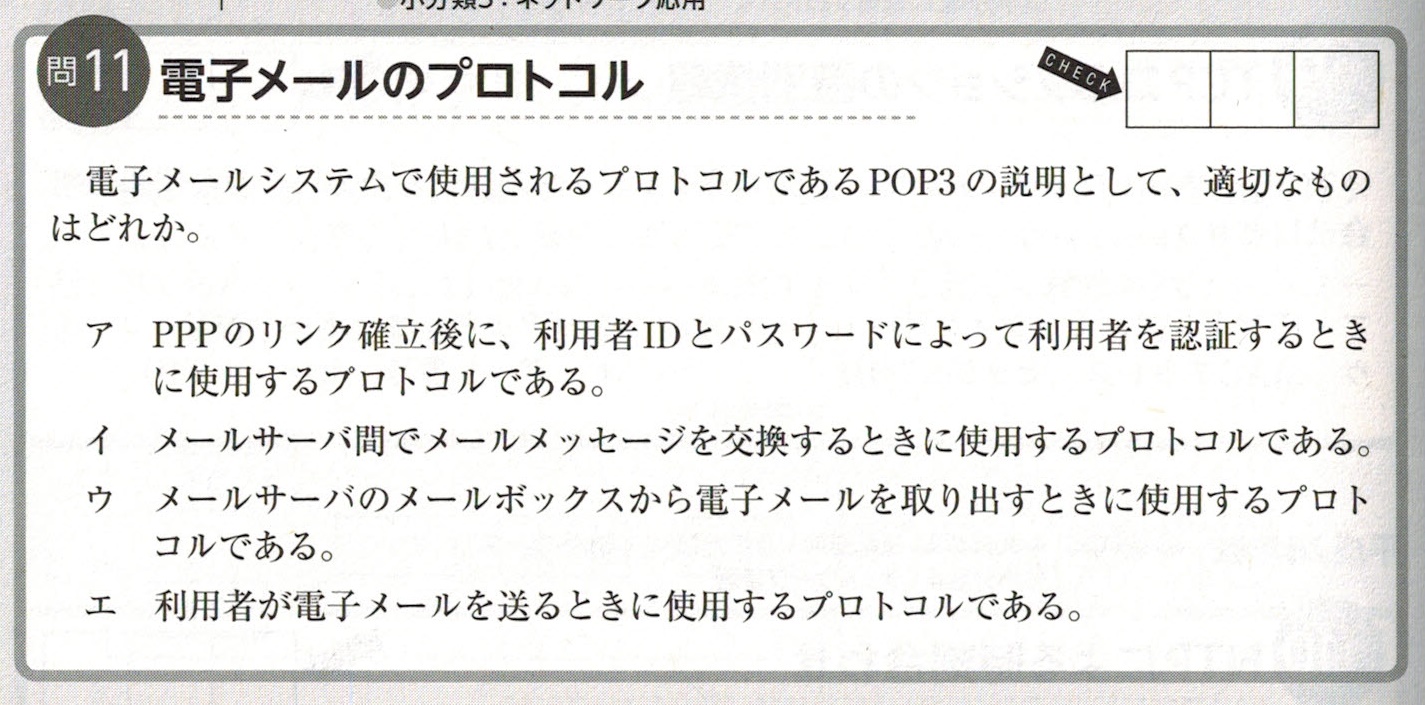 小分類5：ネットワーク応用
問11 電子メールのプロトコル
CHECK
電子メールシステムで使用されるプロトコルであるPOP3の説明として、適切なもの
はどれか。
ア PPPのリンク確立後に、利用者IDとパスワードによって利用者を認証するとき
に使用するプロトコルである。
イ メールサーバ間でメールメッセージを交換するときに使用するプロトコルである。
ウ メールサーバのメールボックスから電子メールを取り出すときに使用するプロト
コルである。
エ 利用者が電子メールを送るときに使用するプロトコルである。